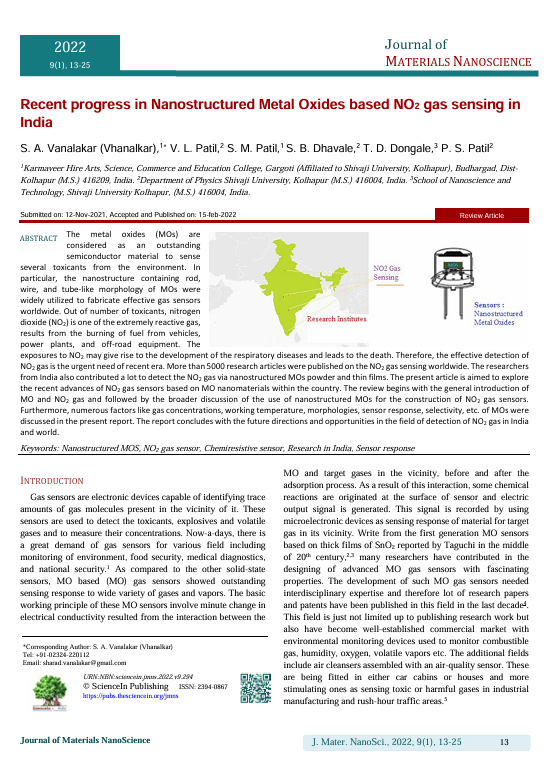 2022
9(1), 13-25
Journal of
MATERIALS NANOSCIENCE
Recent progress in Nanostructured Metal Oxides based NO2 gas sensing in
India
S. A. Vanalakar (Vhanalkar),1* V. L. Patil,2 S. M. Patil,1 S. B. Dhavale,2 T. D. Dongale,3 P. S. Patil2
1Karmaveer Hire Arts, Science, Commerce and Education College, Gargoti (Affiliated to Shivaji University, Kolhapur), Budhargad, Dist-
Kolhapur (M.S.) 416209, India. 2Department of Physics Shivaji University, Kolhapur (M.S.) 416004, India. 3School of Nanoscience and
Technology, Shivaji University Kolhapur, (M.S.) 416004, India.
Submitted on: 12-Nov-2021, Accepted and Published on: 15-feb-2022
Review Article
ABSTRACT
The metal oxides (MOs) are
considered as an outstanding
semiconductor material to sense
several toxicants from the environment. In
particular, the nanostructure containing rod,
wire, and tube-like morphology of MOs were
widely utilized to fabricate effective gas sensors
worldwide. Out of number of toxicants, nitrogen
dioxide (NO2) is one of the extremely reactive gas,
results from the burning of fuel from vehicles,
power plants, and off-road equipment. The
NO2 Gas
Sensing
Research Institutes
Sensors :
Nanostructured
Metal Oxides
exposures to NO2 may give rise to the development of the respiratory diseases and leads to the death. Therefore, the effective detection of
NO2 gas is the urgent need of recent era. More than 5000 research articles were published on the NO2 gas sensing worldwide. The researchers
from India also contributed a lot to detect the NO2 gas via nanostructured MOs powder and thin films. The present article is aimed to explore
the recent advances of NO2 gas sensors based on MO nanomaterials within the country. The review begins with the general introduction of
MO and NO2 gas and followed by the broader discussion of the use of nanostructured MOs for the construction of NO2 gas sensors.
Furthermore, numerous factors like gas concentrations, working temperature, morphologies, sensor response, selectivity, etc. of MOs were
discussed in the present report. The report concludes with the future directions and opportunities in the field of detection of NO2 gas in India
and world.
Keywords: Nanostructured MOS, NO2 gas sensor, Chemiresistive sensor, Research in India, Sensor response
INTRODUCTION
Gas sensors are electronic devices capable of identifying trace
amounts of gas molecules present in the vicinity of it. These
sensors are used to detect the toxicants, explosives and volatile
gases and to measure their concentrations. Now-a-days, there is
a great demand of gas sensors for various field including
monitoring of environment, food security, medical diagnostics,
and national security.1 As compared to the other solid-state
sensors, MO based (MO) gas sensors showed outstanding
sensing response to wide variety of gases and vapors. The basic
working principle of these MO sensors involve minute change in
electrical conductivity resulted from the interaction between the
*Corresponding Author: S. A. Vanalakar (Vhanalkar)
Tel: +91-02324-220112
Email: sharad.vanalakar@gmail.com
URN:NBN:sciencein.jmns.2022.v9.294
© ScienceIn Publishing ISSN: 2394-0867
https://pubs.thesciencein.org/jmns
MO and target gases in the vicinity, before and after the
adsorption process. As a result of this interaction, some chemical
reactions are originated at the surface of sensor and electric
output signal is generated. This signal is recorded by using
microelectronic devices as sensing response of material for target
gas in its vicinity. Write from the first generation MO sensors
based on thick films of SnO2 reported by Taguchi in the middle
of 20th century,2,3 many researchers have contributed in the
designing of advanced MO gas sensors with fascinating
properties. The development of such MO gas sensors needed
interdisciplinary expertise and therefore lot of research papers
and patents have been published in this field in the last decade4.
This field is just not limited up to publishing research work but
also have become well-established commercial market with
environmental monitoring devices used to monitor combustible
gas, humidity, oxygen, volatile vapors etc. The additional fields
include air cleansers assembled with an air-quality sensor. These
are being fitted in either car cabins or houses and more
stimulating ones as sensing toxic or harmful gases in industrial
manufacturing and rush-hour traffic areas.5
Journal of Materials NanoScience
J. Mater. NanoSci., 2022, 9(1), 13-25
13